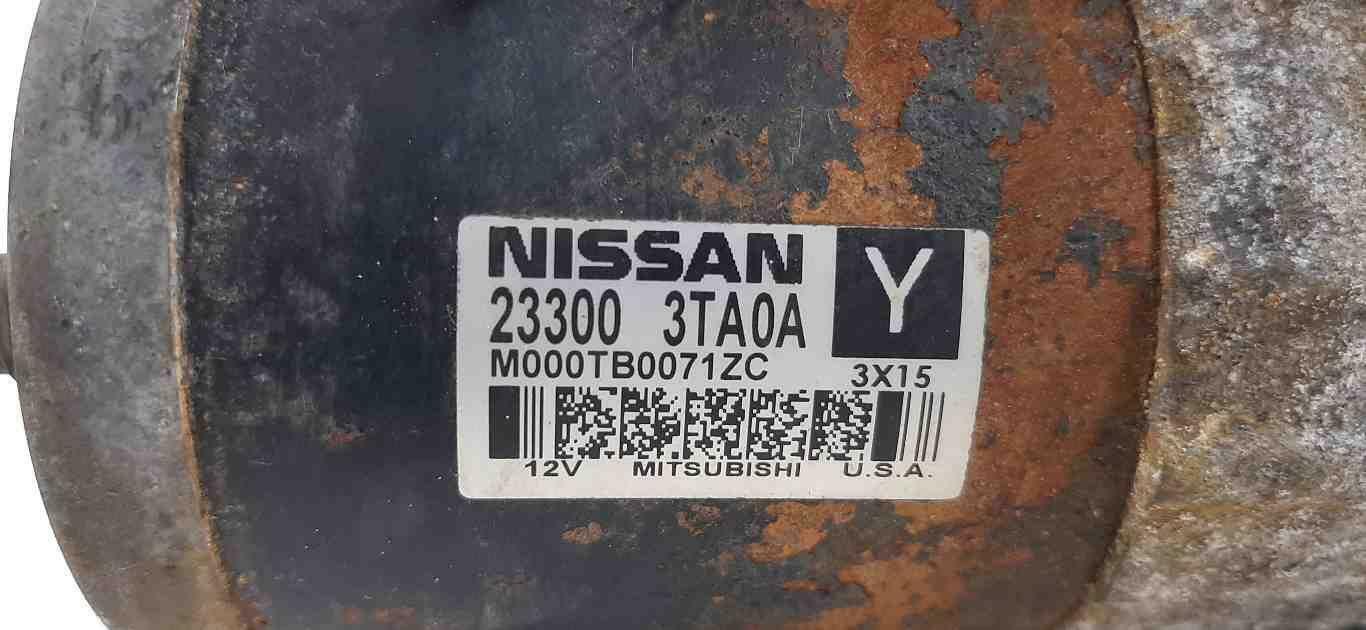 NISSAN Y
23300 3TA0A
M000TB0071ZC 3X15
12V MITSUBISHI U.S.A.